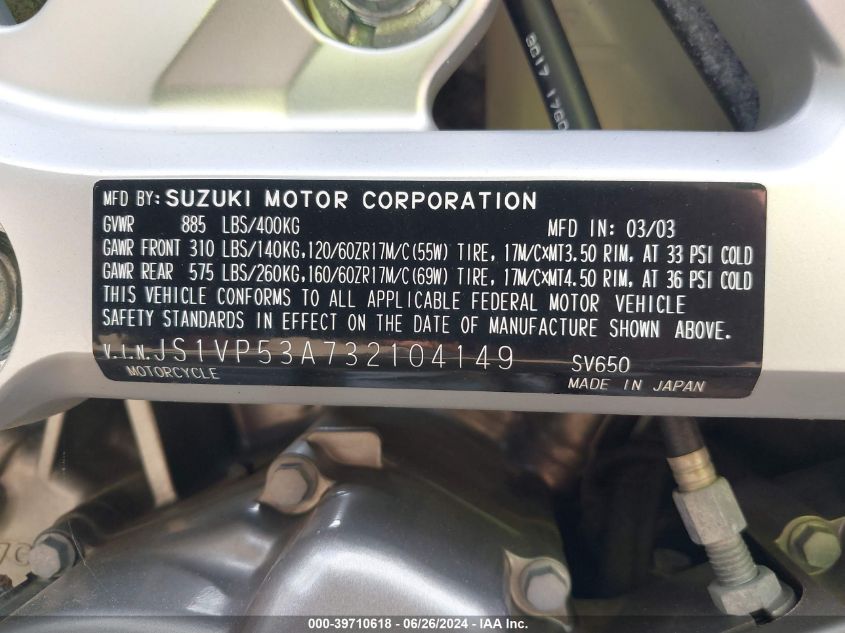 9G17 17G0
MFD BY: SUZUKI MOTOR CORPORATION
GVWR 885 LBS/400KG MFD IN: 03/03
GAWR FRONT 310 LBS/140KG,120/60ZR17M/C(55W) TIRE, 17M/CXMT3.50 RIM, AT 33 PSI COLD
GAWR REAR 575 LBS/260KG,160/60ZR17M/C(69W) TIRE, 17M/CXMT4.50 RIM, AT 36 PSI COLD
THIS VEHICLE CONFORMS TO ALL APPLICABLE FEDERAL MOTOR VEHICLE
SAFETY STANDARDS IN EFFECT ON THE DATE OF MANUFACTURE SHOWN ABOVE.
V.I.N. JS1VP53A732104149 SV650
MOTORCYCLE MADE IN JAPAN
000-39710618 - 06/26/2024 - IAA Inc.